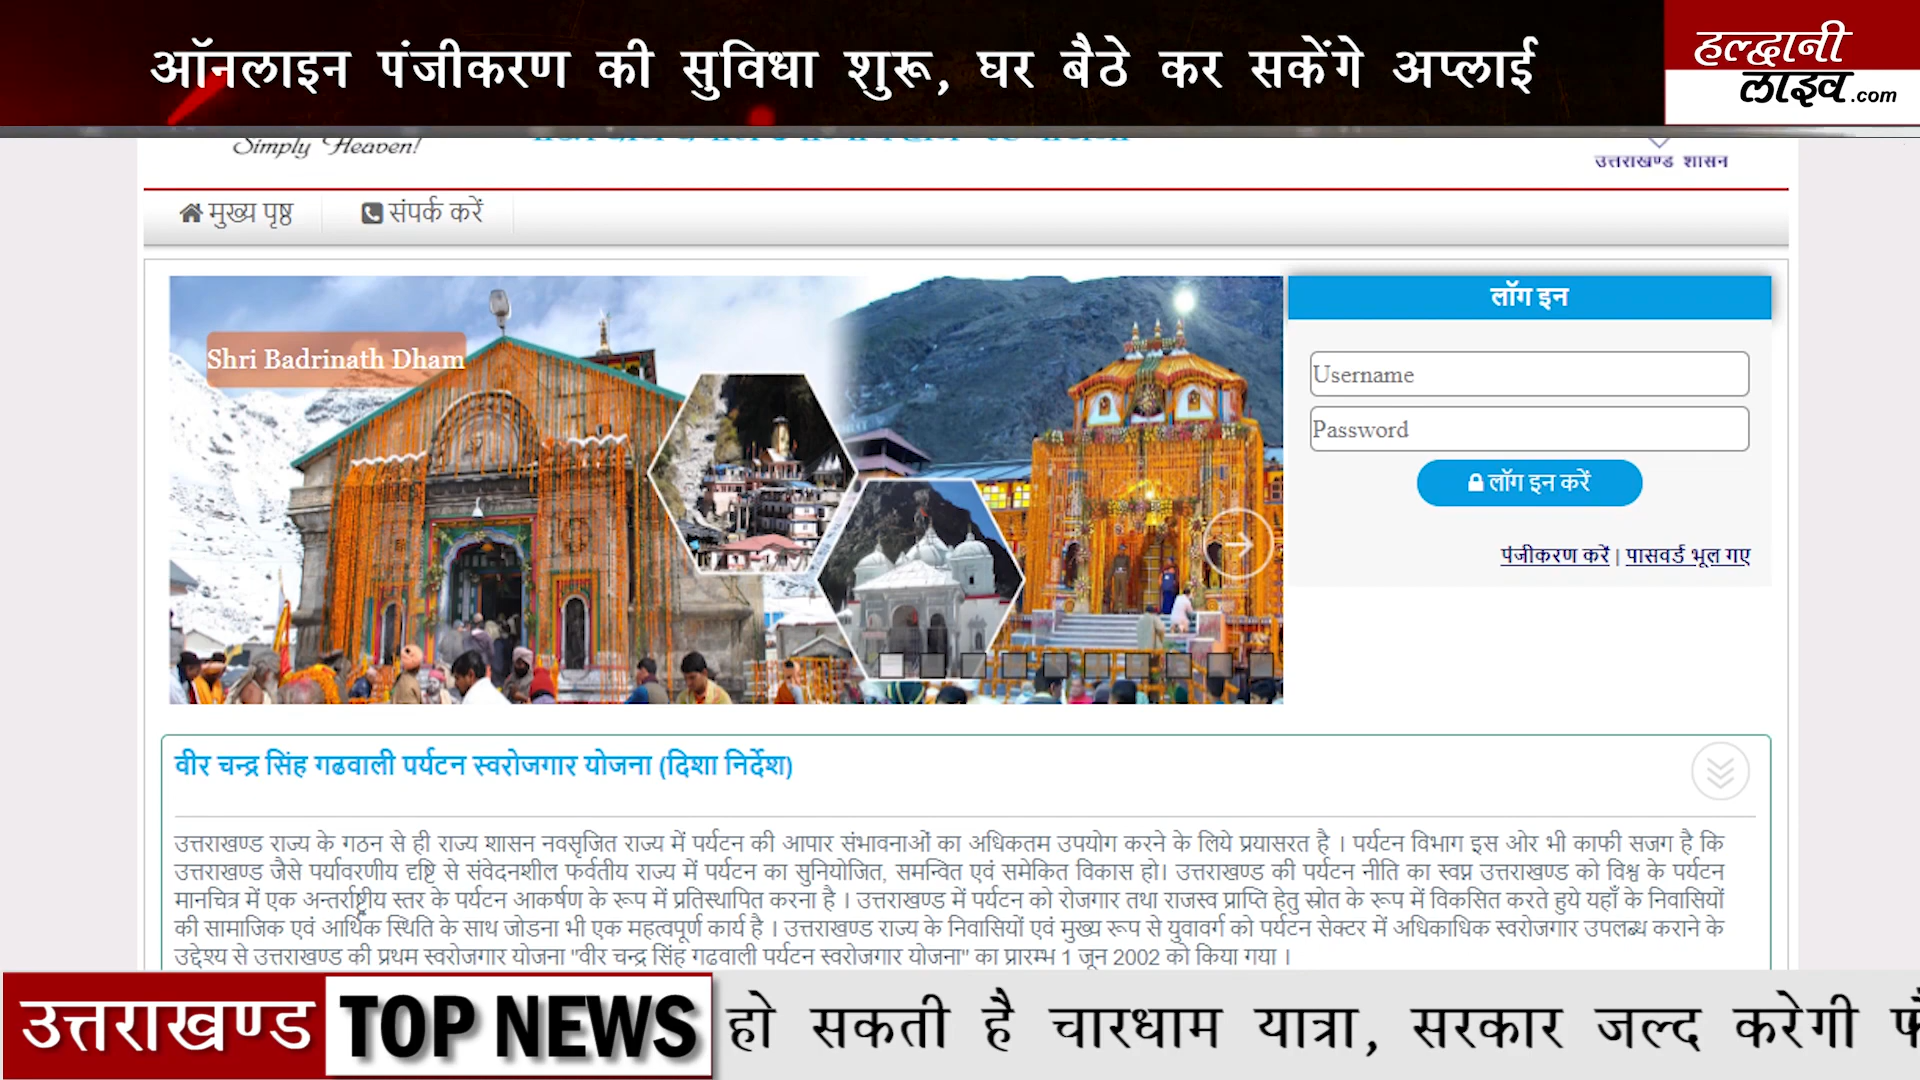 ऑनलाइन पंजीकरण की सुविधा शुरू, घर बैठे कर सकेंगे अप्लाई
हल्द्वानी
लाइव.com
Simply Heaven!
उत्तराखण्ड शासन
मुख्य पृष्ठ
संपर्क करें
Shri Badrinath Dham
लॉग इन
Username
Password
लॉग इन करें
पंजीकरण करें | पासवर्ड भूल गए
वीर चन्द्र सिंह गढवाली पर्यटन स्वरोजगार योजना (दिशा निर्देश)
उत्तराखण्ड राज्य के गठन से ही राज्य शासन नवसृजित राज्य में पर्यटन की आपार संभावनाओं का अधिकतम उपयोग करने के लिये प्रयासरत है । पर्यटन विभाग इस ओर भी काफी सजग है कि
उत्तराखण्ड जैसे पर्यावरणीय दृष्टि से संवेदनशील फर्वतीय राज्य में पर्यटन का सुनियोजित, समन्वित एवं समेकित विकास हो। उत्तराखण्ड की पर्यटन नीति का स्वप्न उत्तराखण्ड को विश्व के पर्यटन
मानचित्र में एक अन्तर्राष्ट्रीय स्तर के पर्यटन आकर्षण के रूप में प्रतिस्थापित करना है । उत्तराखण्ड में पर्यटन को रोजगार तथा राजस्व प्राप्ति हेतु स्रोत के रूप में विकसित करते हुये यहाँ के निवासियों
की सामाजिक एवं आर्थिक स्थिति के साथ जोडना भी एक महत्वपूर्ण कार्य है । उत्तराखण्ड राज्य के निवासियों एवं मुख्य रूप से युवावर्ग को पर्यटन सेक्टर में अधिकाधिक स्वरोजगार उपलब्ध कराने के
उद्देश्य से उत्तराखण्ड की प्रथम स्वरोजगार योजना "वीर चन्द्र सिंह गढवाली पर्यटन स्वरोजगार योजना" का प्रारम्भ 1 जून 2002 को किया गया ।
उत्तराखण्ड TOP NEWS हो सकती है चारधाम यात्रा, सरकार जल्द करेगी